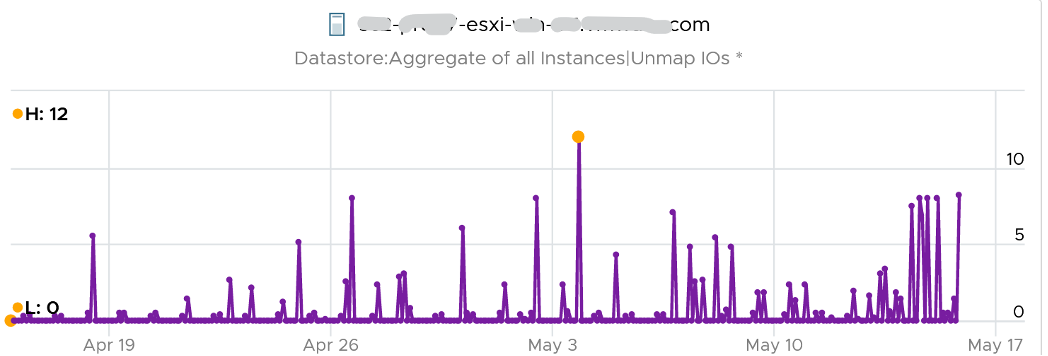 -esxi-win- com
Datastore:Aggregate of all Instances|Unmap IOs *
H: 12
10
5
L: 0
0
Apr 19 Apr 26 May 3 May 10 May 17